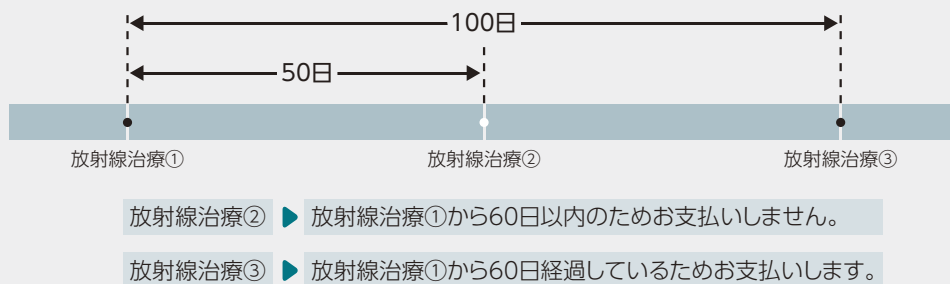 100日
50日
放射線治療①
放射線治療②
放射線治療③
放射線治療② ▶ 放射線治療①から60日以内のためお支払いしません。
放射線治療③ ▶ 放射線治療①から60日経過しているためお支払いします。